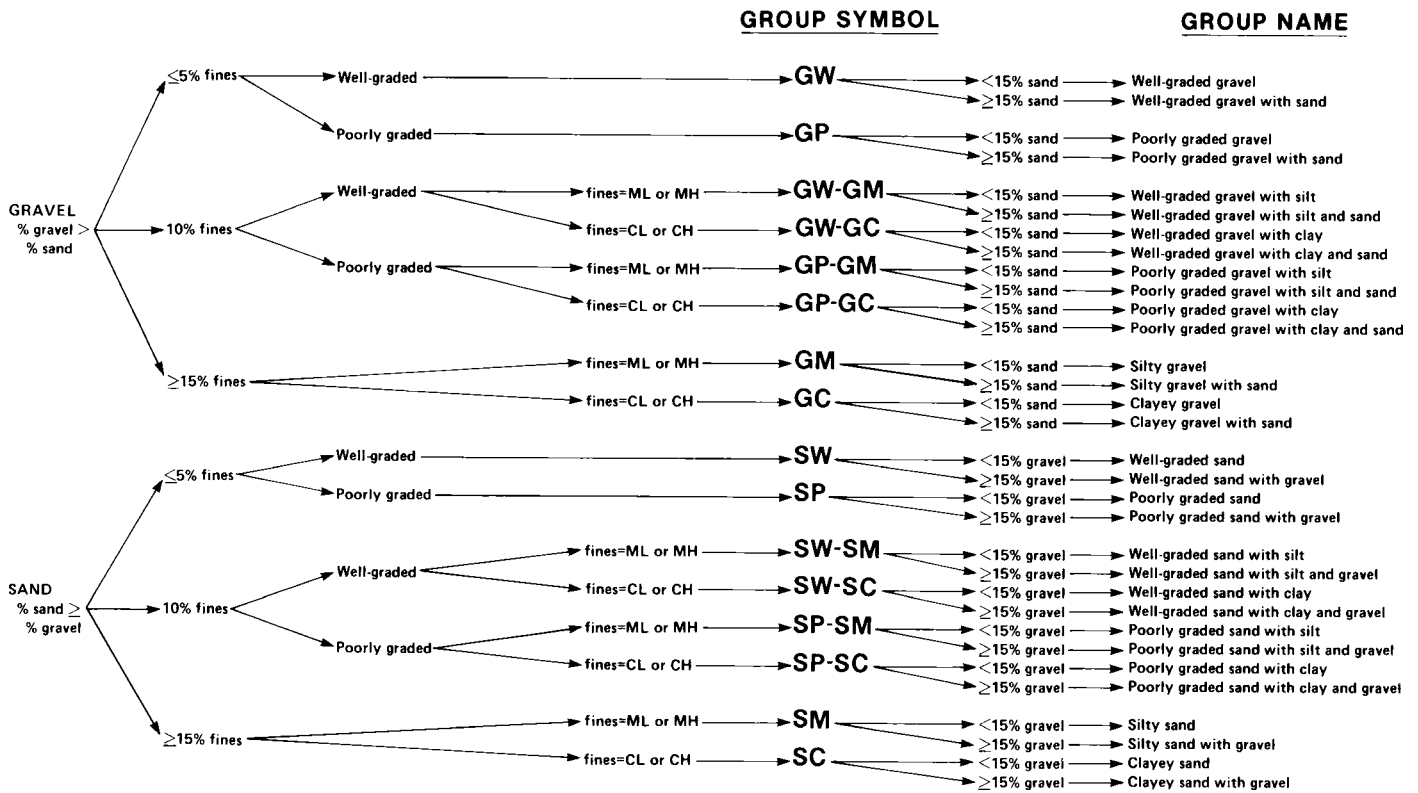 GROUP SYMBOL GROUP NAME
≤5% fines Well-graded GW <15% sand Well-graded gravel
≥15% sand Well-graded gravel with sand
Poorly graded GP <15% sand Poorly graded gravel
≥15% sand Poorly graded gravel with sand
Well-graded fines=ML or MH GW-GM <15% sand Well-graded gravel with silt
GRAVEL ≥15% sand Well-graded gravel with silt and sand
% gravel > 10% fines fines=CL or CH GW-GC <15% sand Well-graded gravel with clay
% sand ≥15% sand Well-graded gravel with clay and sand
Poorly graded fines=ML or MH GP-GM <15% sand Poorly graded gravel with silt
≥15% sand Poorly graded gravel with silt and sand
fines=CL or CH GP-GC <15% sand Poorly graded gravel with clay
≥15% sand Poorly graded gravel with clay and sand
fines=ML or MH GM <15% sand Silty gravel
≥15% fines ≥15% sand Silty gravel with sand
fines=CL or CH GC <15% sand Clayey gravel
≥15% sand Clayey gravel with sand
Well-graded SW <15% gravel Well-graded sand
≤5% fines ≥15% gravel Well-graded sand with gravel
Poorly graded SP <15% gravel Poorly graded sand
≥15% gravel Poorly graded sand with gravel
fines=ML or MH SW-SM <15% gravel Well-graded sand with silt
Well-graded ≥15% gravel Well-graded sand with silt and gravel
SAND fines=CL or CH SW-SC <15% gravel Well-graded sand with clay
% sand ≥ 10% fines ≥15% gravel Well-graded sand with clay and gravel
% gravel fines=ML or MH SP-SM <15% gravel Poorly graded sand with silt
Poorly graded ≥15% gravel Poorly graded sand with silt and gravel
fines=CL or CH SP-SC <15% gravel Poorly graded sand with clay
≥15% gravel Poorly graded sand with clay and gravel
fines=ML or MH SM <15% gravel Silty sand
≥15% fines ≥15% gravel Silty sand with gravel
fines=CL or CH SC <15% gravel Clayey sand
≥15% gravel Clayey sand with gravel